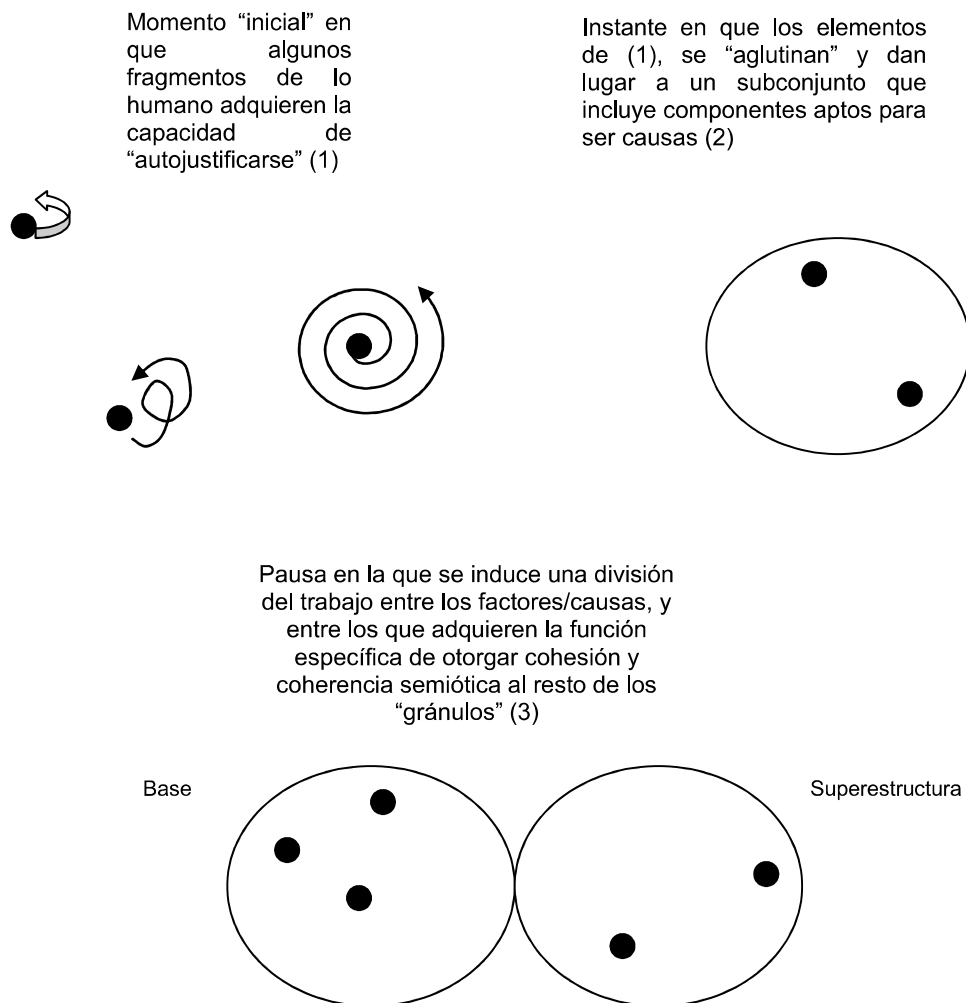 Momento “inicial” en
que algunos
fragmentos de lo
humano adquieren la
capacidad de
“autojustificarse” (1)
Instante en que los elementos
de (1), se “aglutinan” y dan
lugar a un subconjunto que
incluye componentes aptos para
ser causas (2)
Pausa en la que se induce una división
del trabajo entre los factores/causas, y
entre los que adquieren la función
específica de otorgar cohesión y
coherencia semiótica al resto de los
“gránulos” (3)
Base
Superestructura